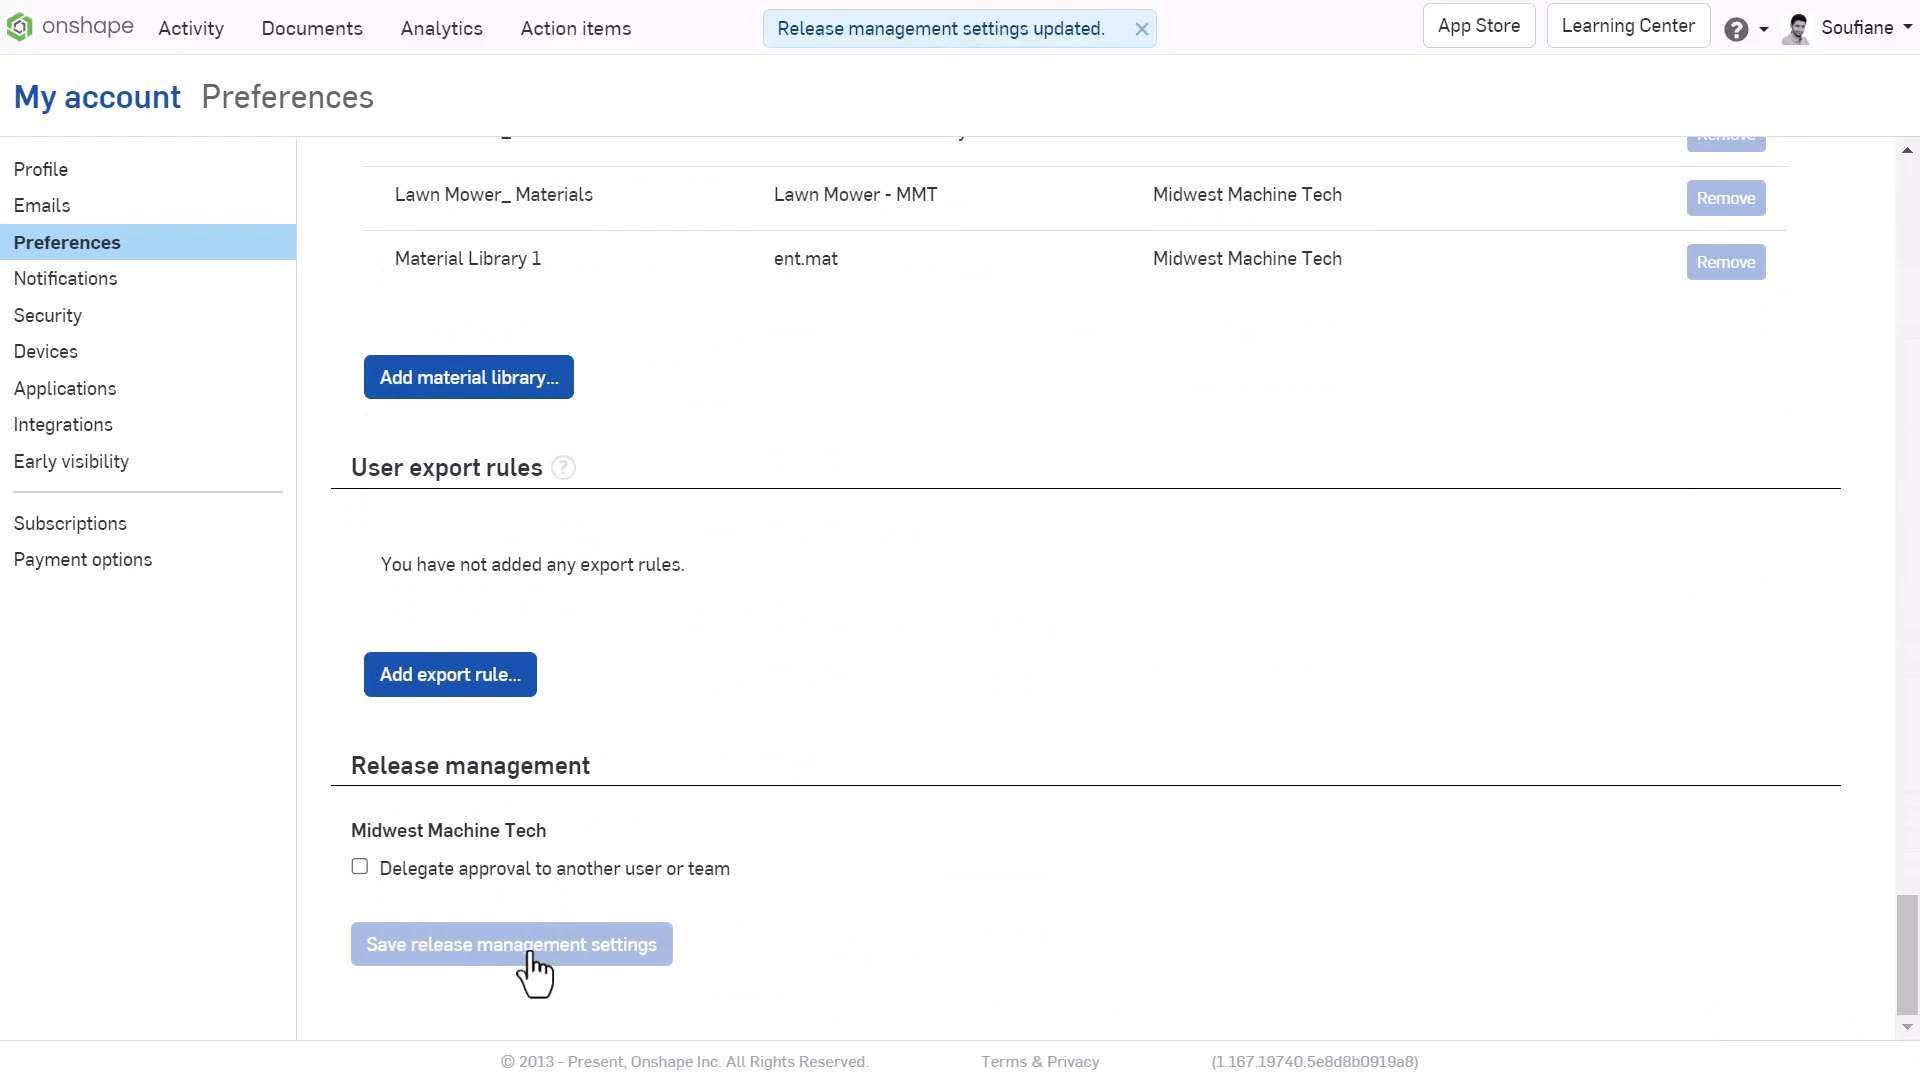 onshape Activity Documents Analytics Action items Release management settings updated. App Store Learning Center Soufiane
My account Preferences
Profile
Emails
Preferences
Notifications
Security
Devices
Applications
Integrations
Early visibility
Subscriptions
Payment options
Remove
Lawn Mower_ Materials Lawn Mower - MMT Midwest Machine Tech Remove
Material Library 1 ent.mat Midwest Machine Tech Remove
Add material library...
User export rules ?
You have not added any export rules.
Add export rule...
Release management
Midwest Machine Tech
Delegate approval to another user or team
Save release management settings
© 2013 - Present, Onshape Inc. All Rights Reserved. Terms & Privacy (1.167.19740.5e8d8b0919a8)